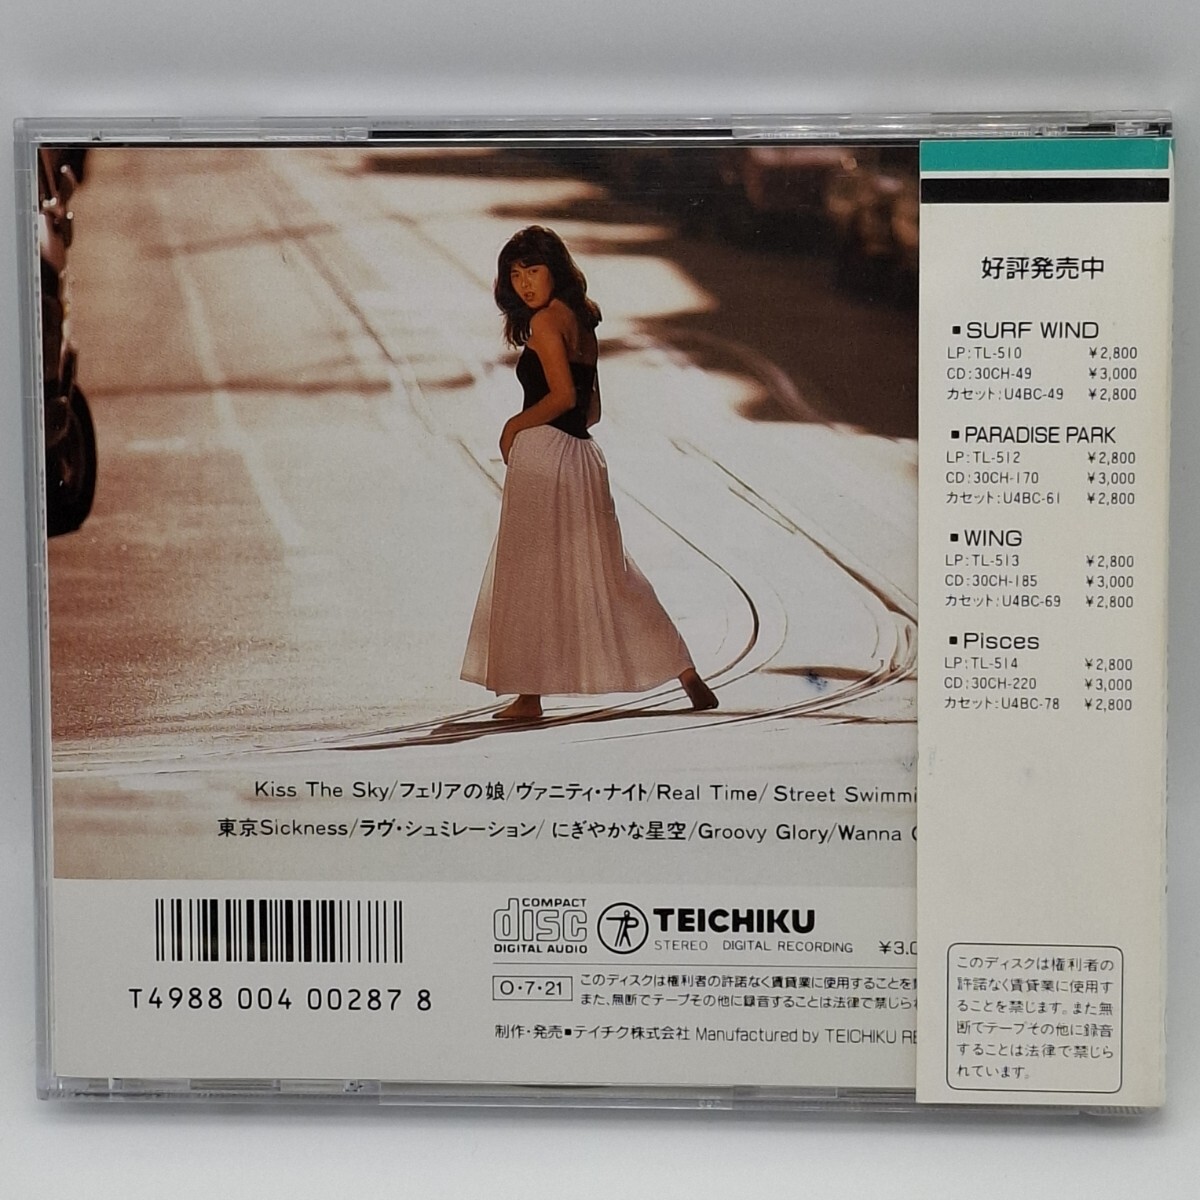 Kiss The Sky/フェリアの娘/ヴァニティ・ナイト/Real Time/ Street Swimmi
東京Sickness/ラヴ・シュミレーション/ にぎやかな星空/Groovy Glory/Wanna
COMPACT
disc
DIGITAL AUDIO
TEICHIKU
STEREO DIGITAL RECORDING ¥3,0
T4988 004 00287 8
O・7・21
このディスクは権利者の許諾なく賃貸業に使用することを
また、無断でテープその他に録音することは法律で禁じられ
制作・発売■テイチク株式会社 Manufactured by TEICHIKU RE
好評発売中
■SURF WIND
LP:TL-510 ¥2,800
CD:30CH-49 ¥3,000
カセット:U4BC-49 ¥2,800
■PARADISE PARK
LP:TL-512 ¥2,800
CD:30CH-170 ¥3,000
カセット:U4BC-61 ¥2,800
■WING
LP:TL-513 ¥2,800
CD:30CH-185 ¥3,000
カセット:U4BC-69 ¥2,800
■Pisces
LP:TL-514 ¥2,800
CD:30CH-220 ¥3,000
カセット:U4BC-78 ¥2,800
このディスクは権利者の
許諾なく賃貸業に使用す
ることを禁じます。また無
断でテープその他に録音
することは法律で禁じら
れています。